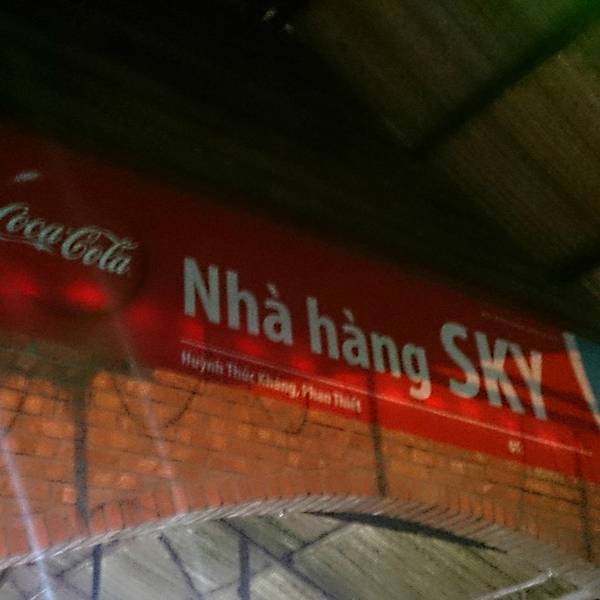 Coca-Cola
Nhà hàng SKY
Huỳnh Thúc Kháng, Phan Thiết